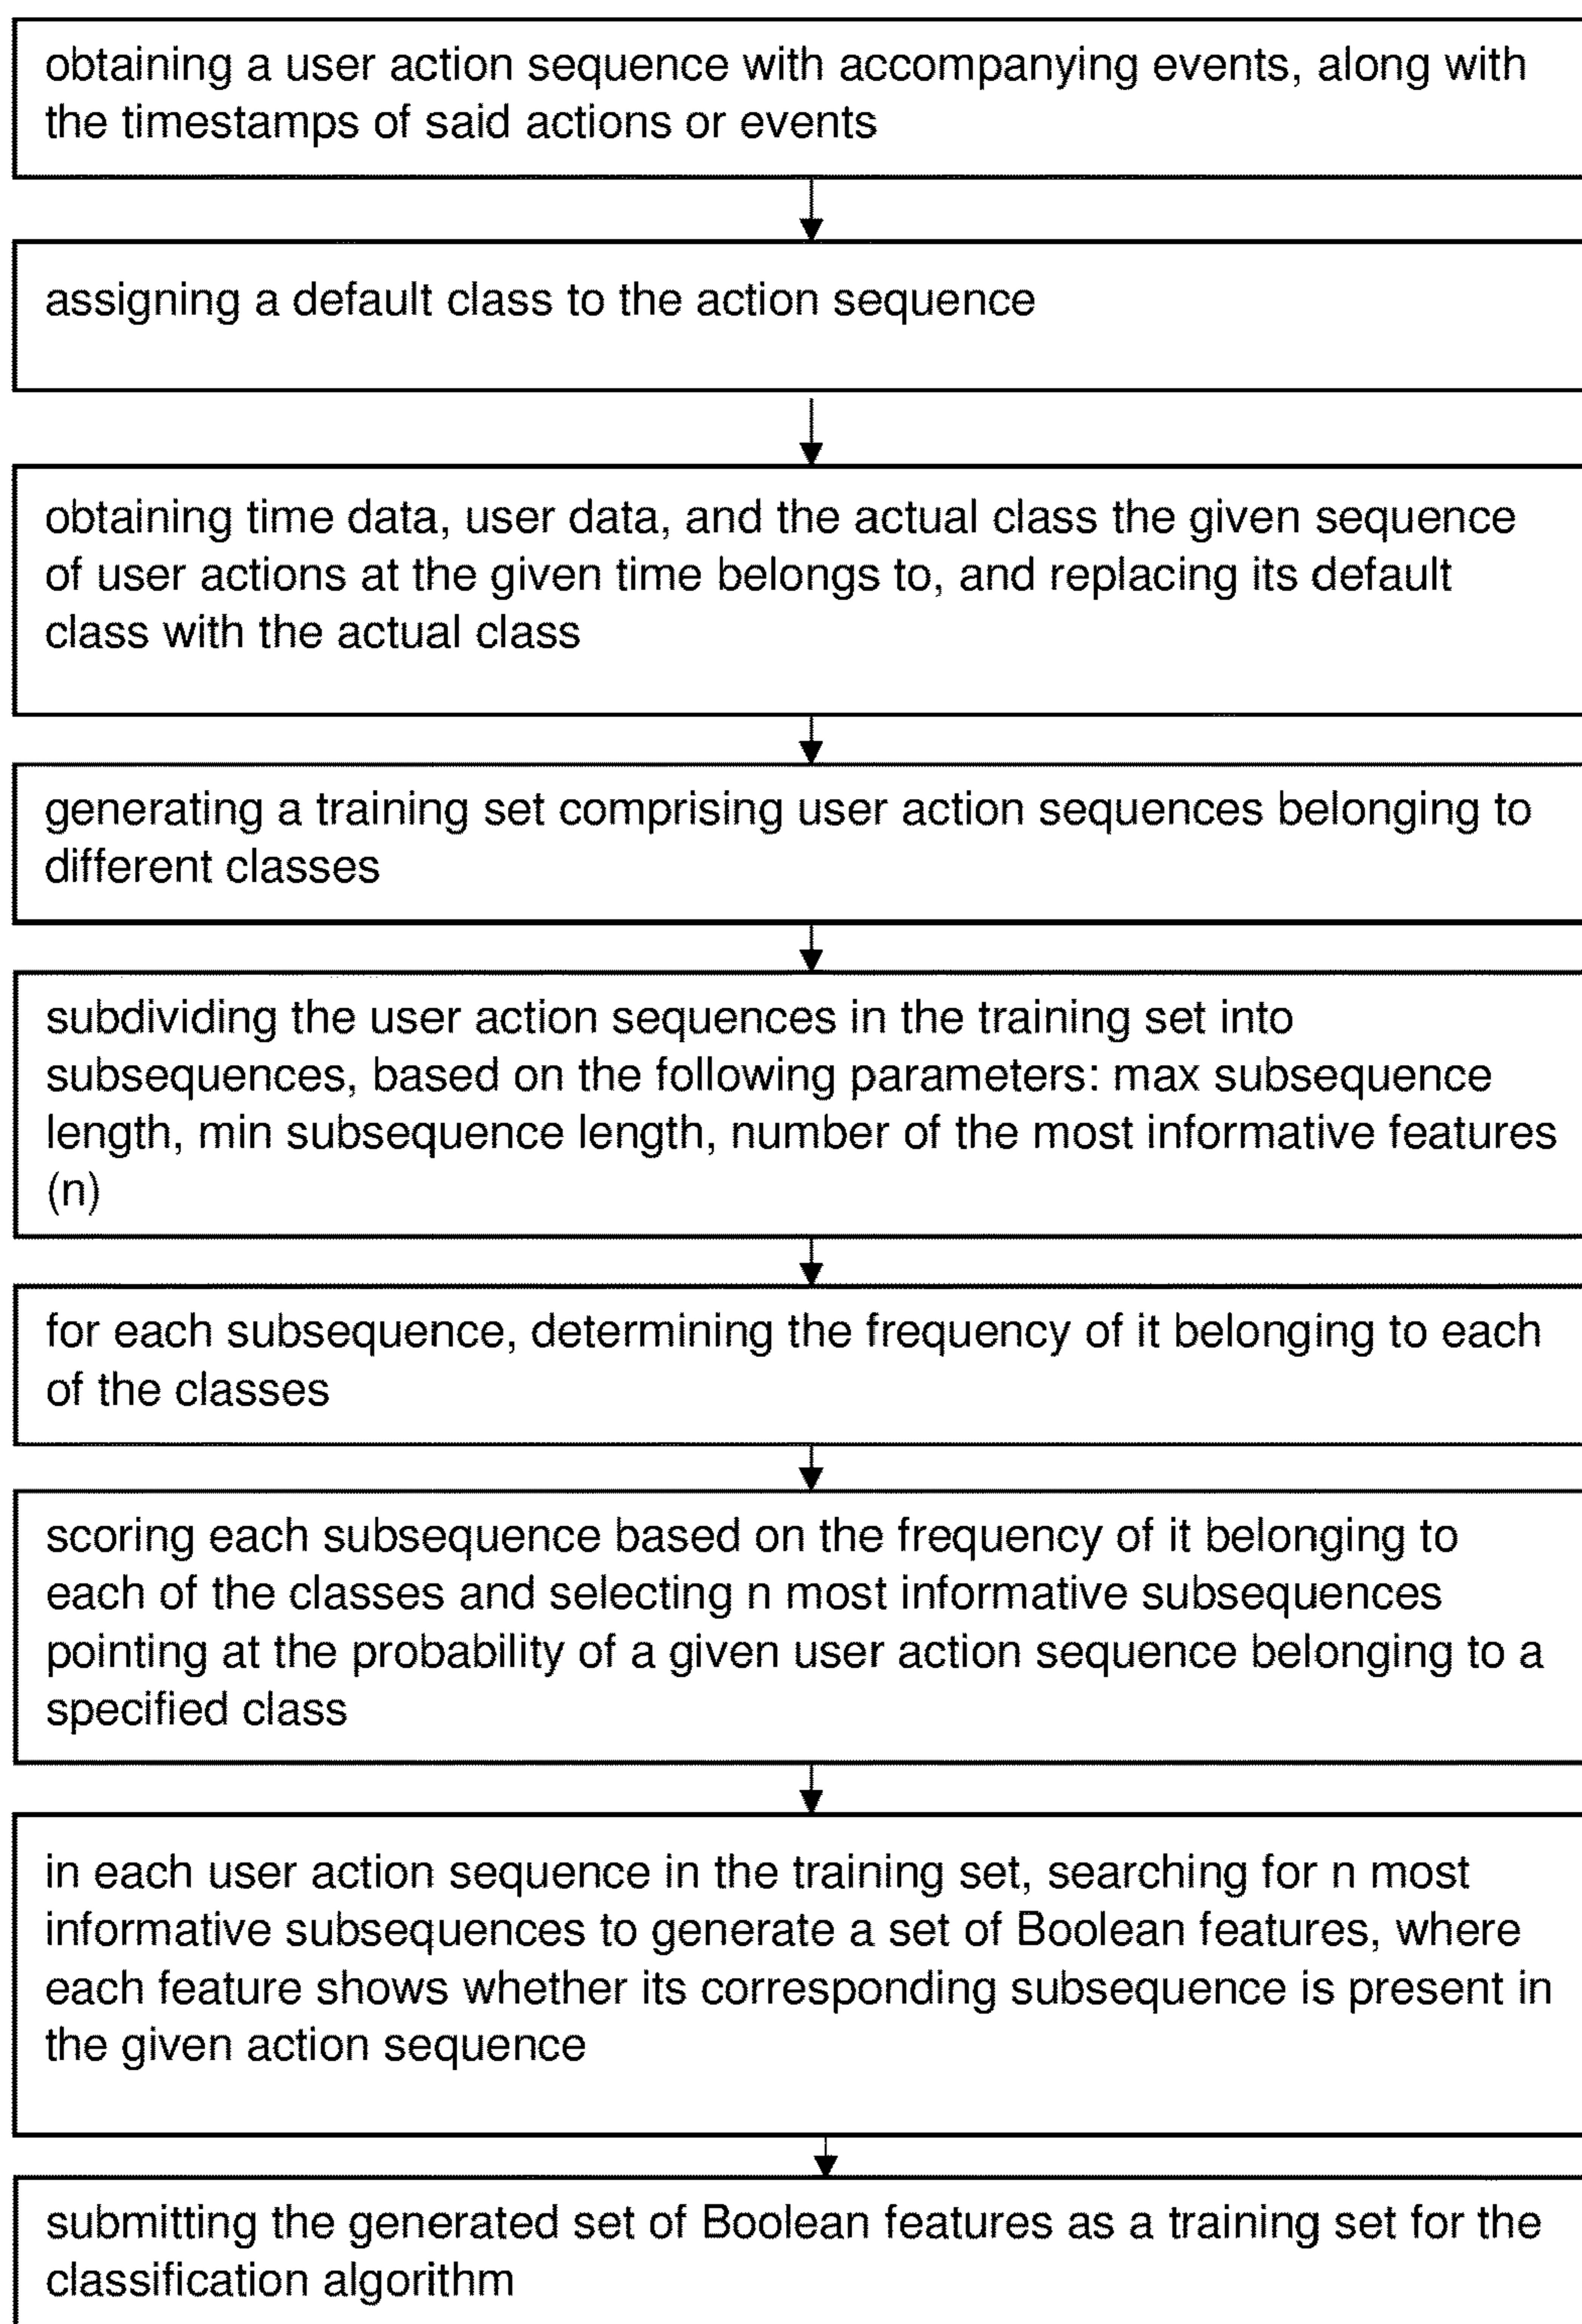 obtaining a user action sequence with accompanying events, along with
the timestamps of said actions or events
assigning a default class to the action sequence
obtaining time data, user data, and the actual class the given sequence
of user actions at the given time belongs to, and replacing its default
class with the actual class
generating a training set comprising user action sequences belonging to
different classes
subdividing the user action sequences in the training set into
subsequences, based on the following parameters: max subsequence
length, min subsequence length, number of the most informative features
(n)
for each subsequence, determining the frequency of it belonging to each
of the classes
scoring each subsequence based on the frequency of it belonging to
each of the classes and selecting n most informative subsequences
pointing at the probability of a given user action sequence belonging to a
specified class
in each user action sequence in the training set, searching for n most
informative subsequences to generate a set of Boolean features, where
each feature shows whether its corresponding subsequence is present in
the given action sequence
submitting the generated set of Boolean features as a training set for the
classification algorithm